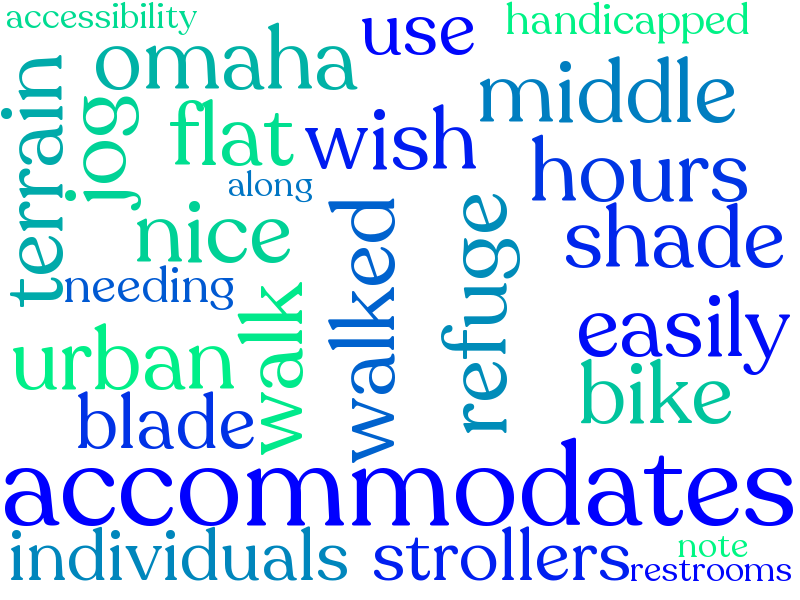 accessibility
omaha
use
handicapped
terrain
jog
flat
wish
middle
along
hours
nice
walked
refuge
shade
needing
walk
easily
urban
bike
blade
accommodates
individuals
strollers
note
restrooms